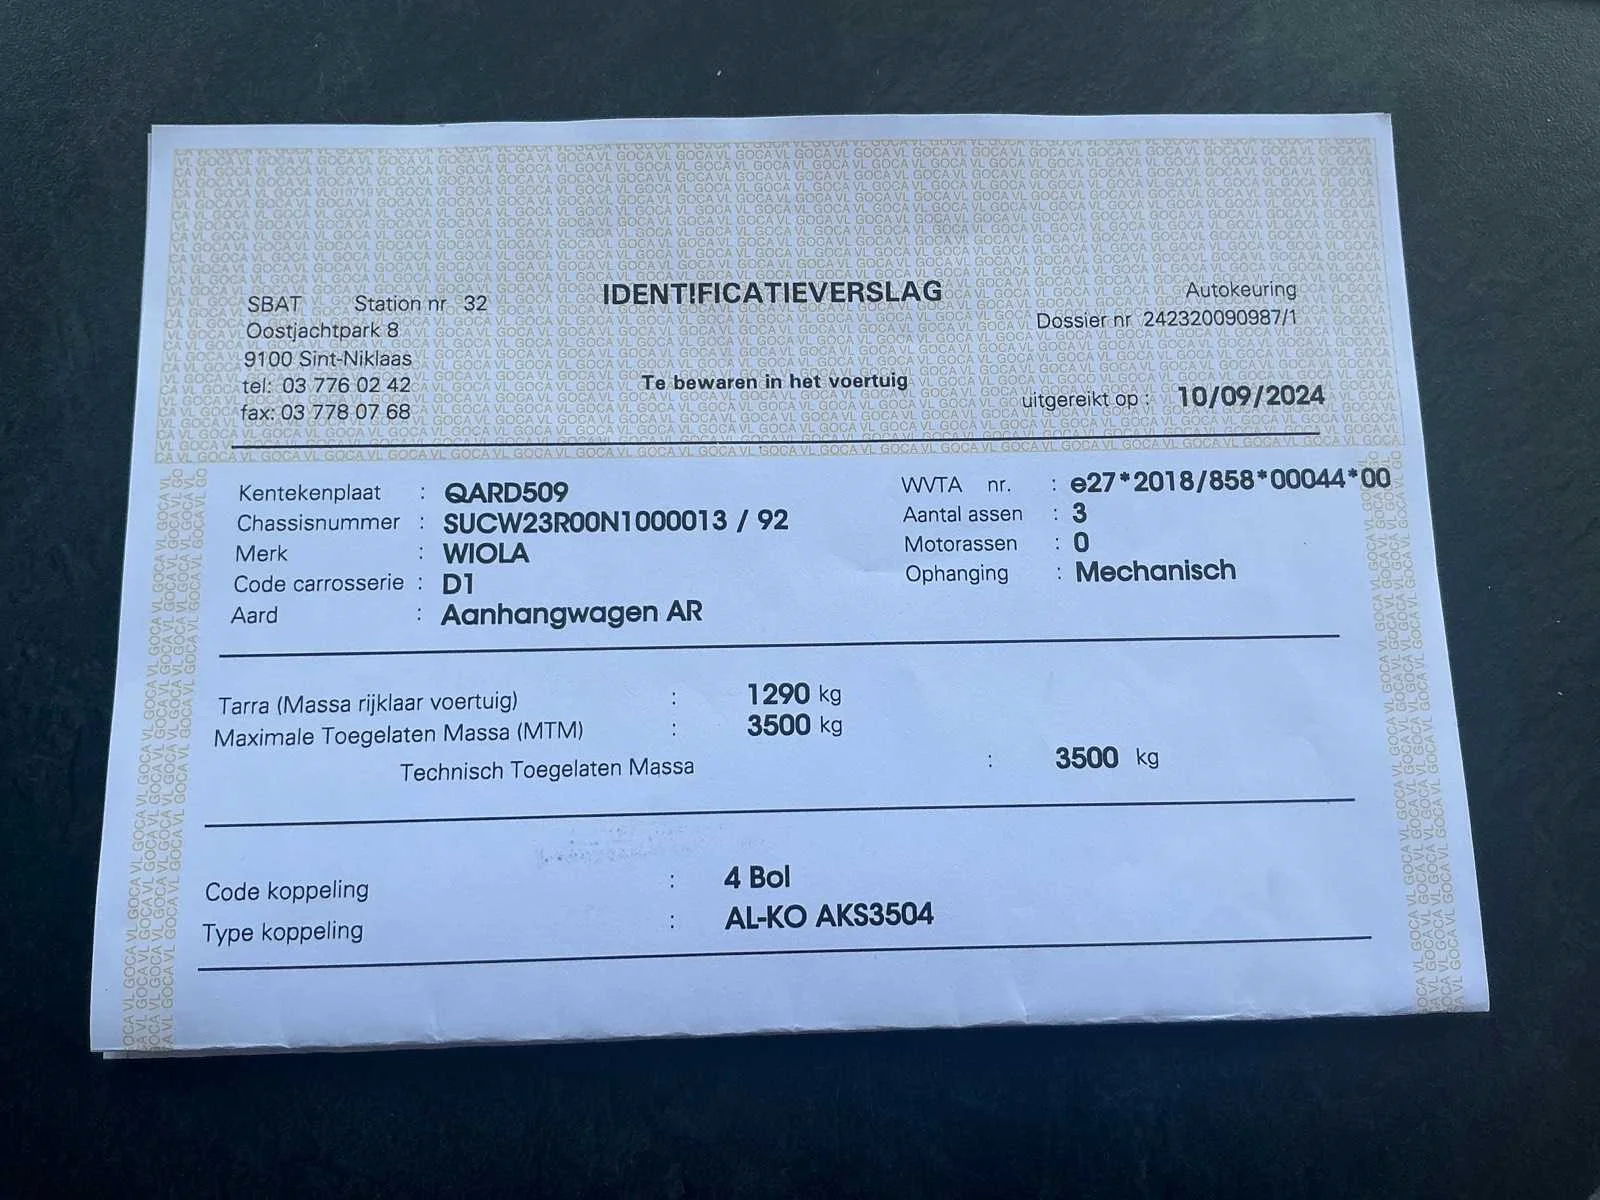 SBAT Station nr 32
Oostjachtpark 8
9100 Sint-Niklaas
tel: 03 776 02 42
fax: 03 778 07 68
IDENTIFICATIEVERSLAG
Te bewaren in het voertuig
Autokeuring
Dossier nr 242320090987/1
uitgereikt op : 10/09/2024
Kentekenplaat : QARD509
Chassisnummer : SUCW23R00N1000013 / 92
Merk : WIOLA
Code carrosserie : D1
Aard : Aanhangwagen AR
WVTA nr. : e27*2018/858*00044*00
Aantal assen : 3
Motorassen : 0
Ophanging : Mechanisch
Tarra (Massa rijklaar voertuig) : 1290 kg
Maximale Toegelaten Massa (MTM) : 3500 kg
Technisch Toegelaten Massa : 3500 kg
Code koppeling : 4 Bol
Type koppeling : AL-KO AKS3504